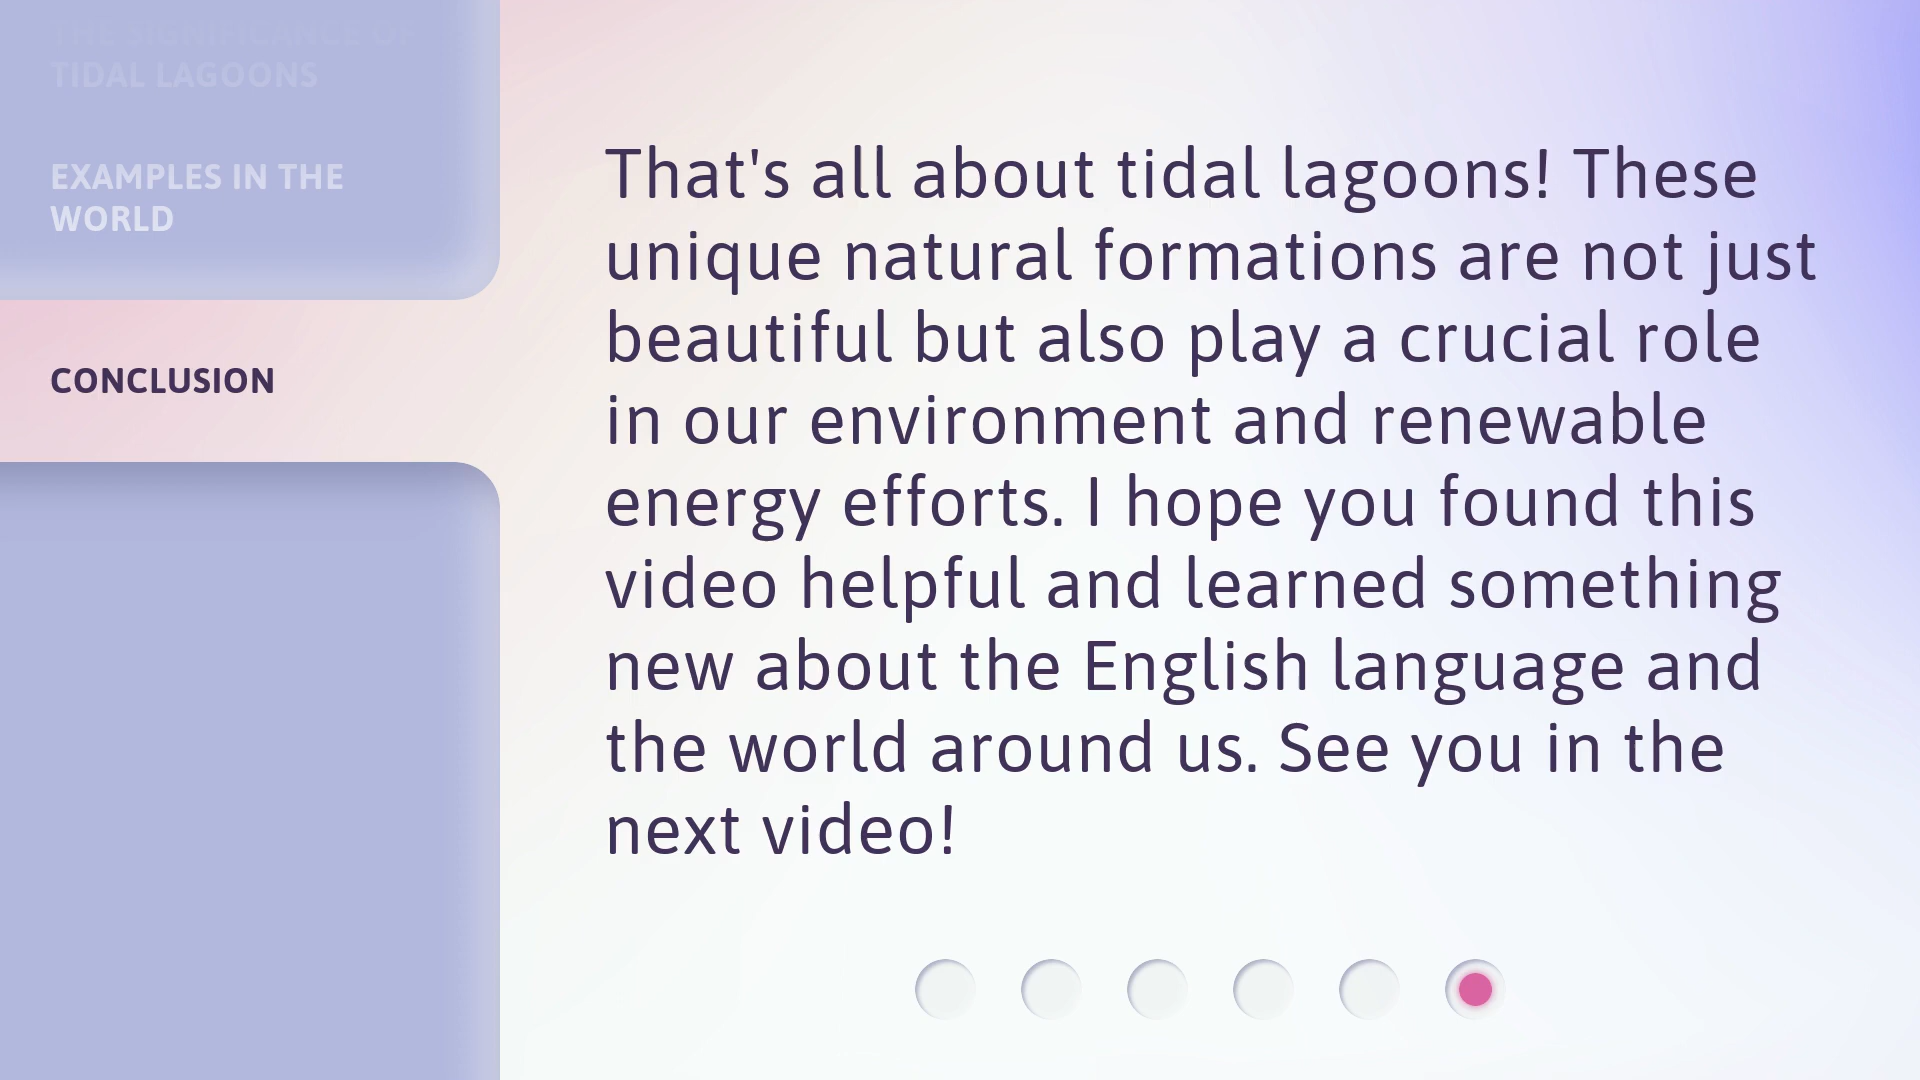 THE SIGNIFICANCE OF
TIDAL LAGOONS
EXAMPLES IN THE
WORLD
CONCLUSION
That's all about tidal lagoons! These
unique natural formations are not just
beautiful but also play a crucial role
in our environment and renewable
energy efforts. I hope you found this
video helpful and learned something
new about the English language and
the world around us. See you in the
next video!